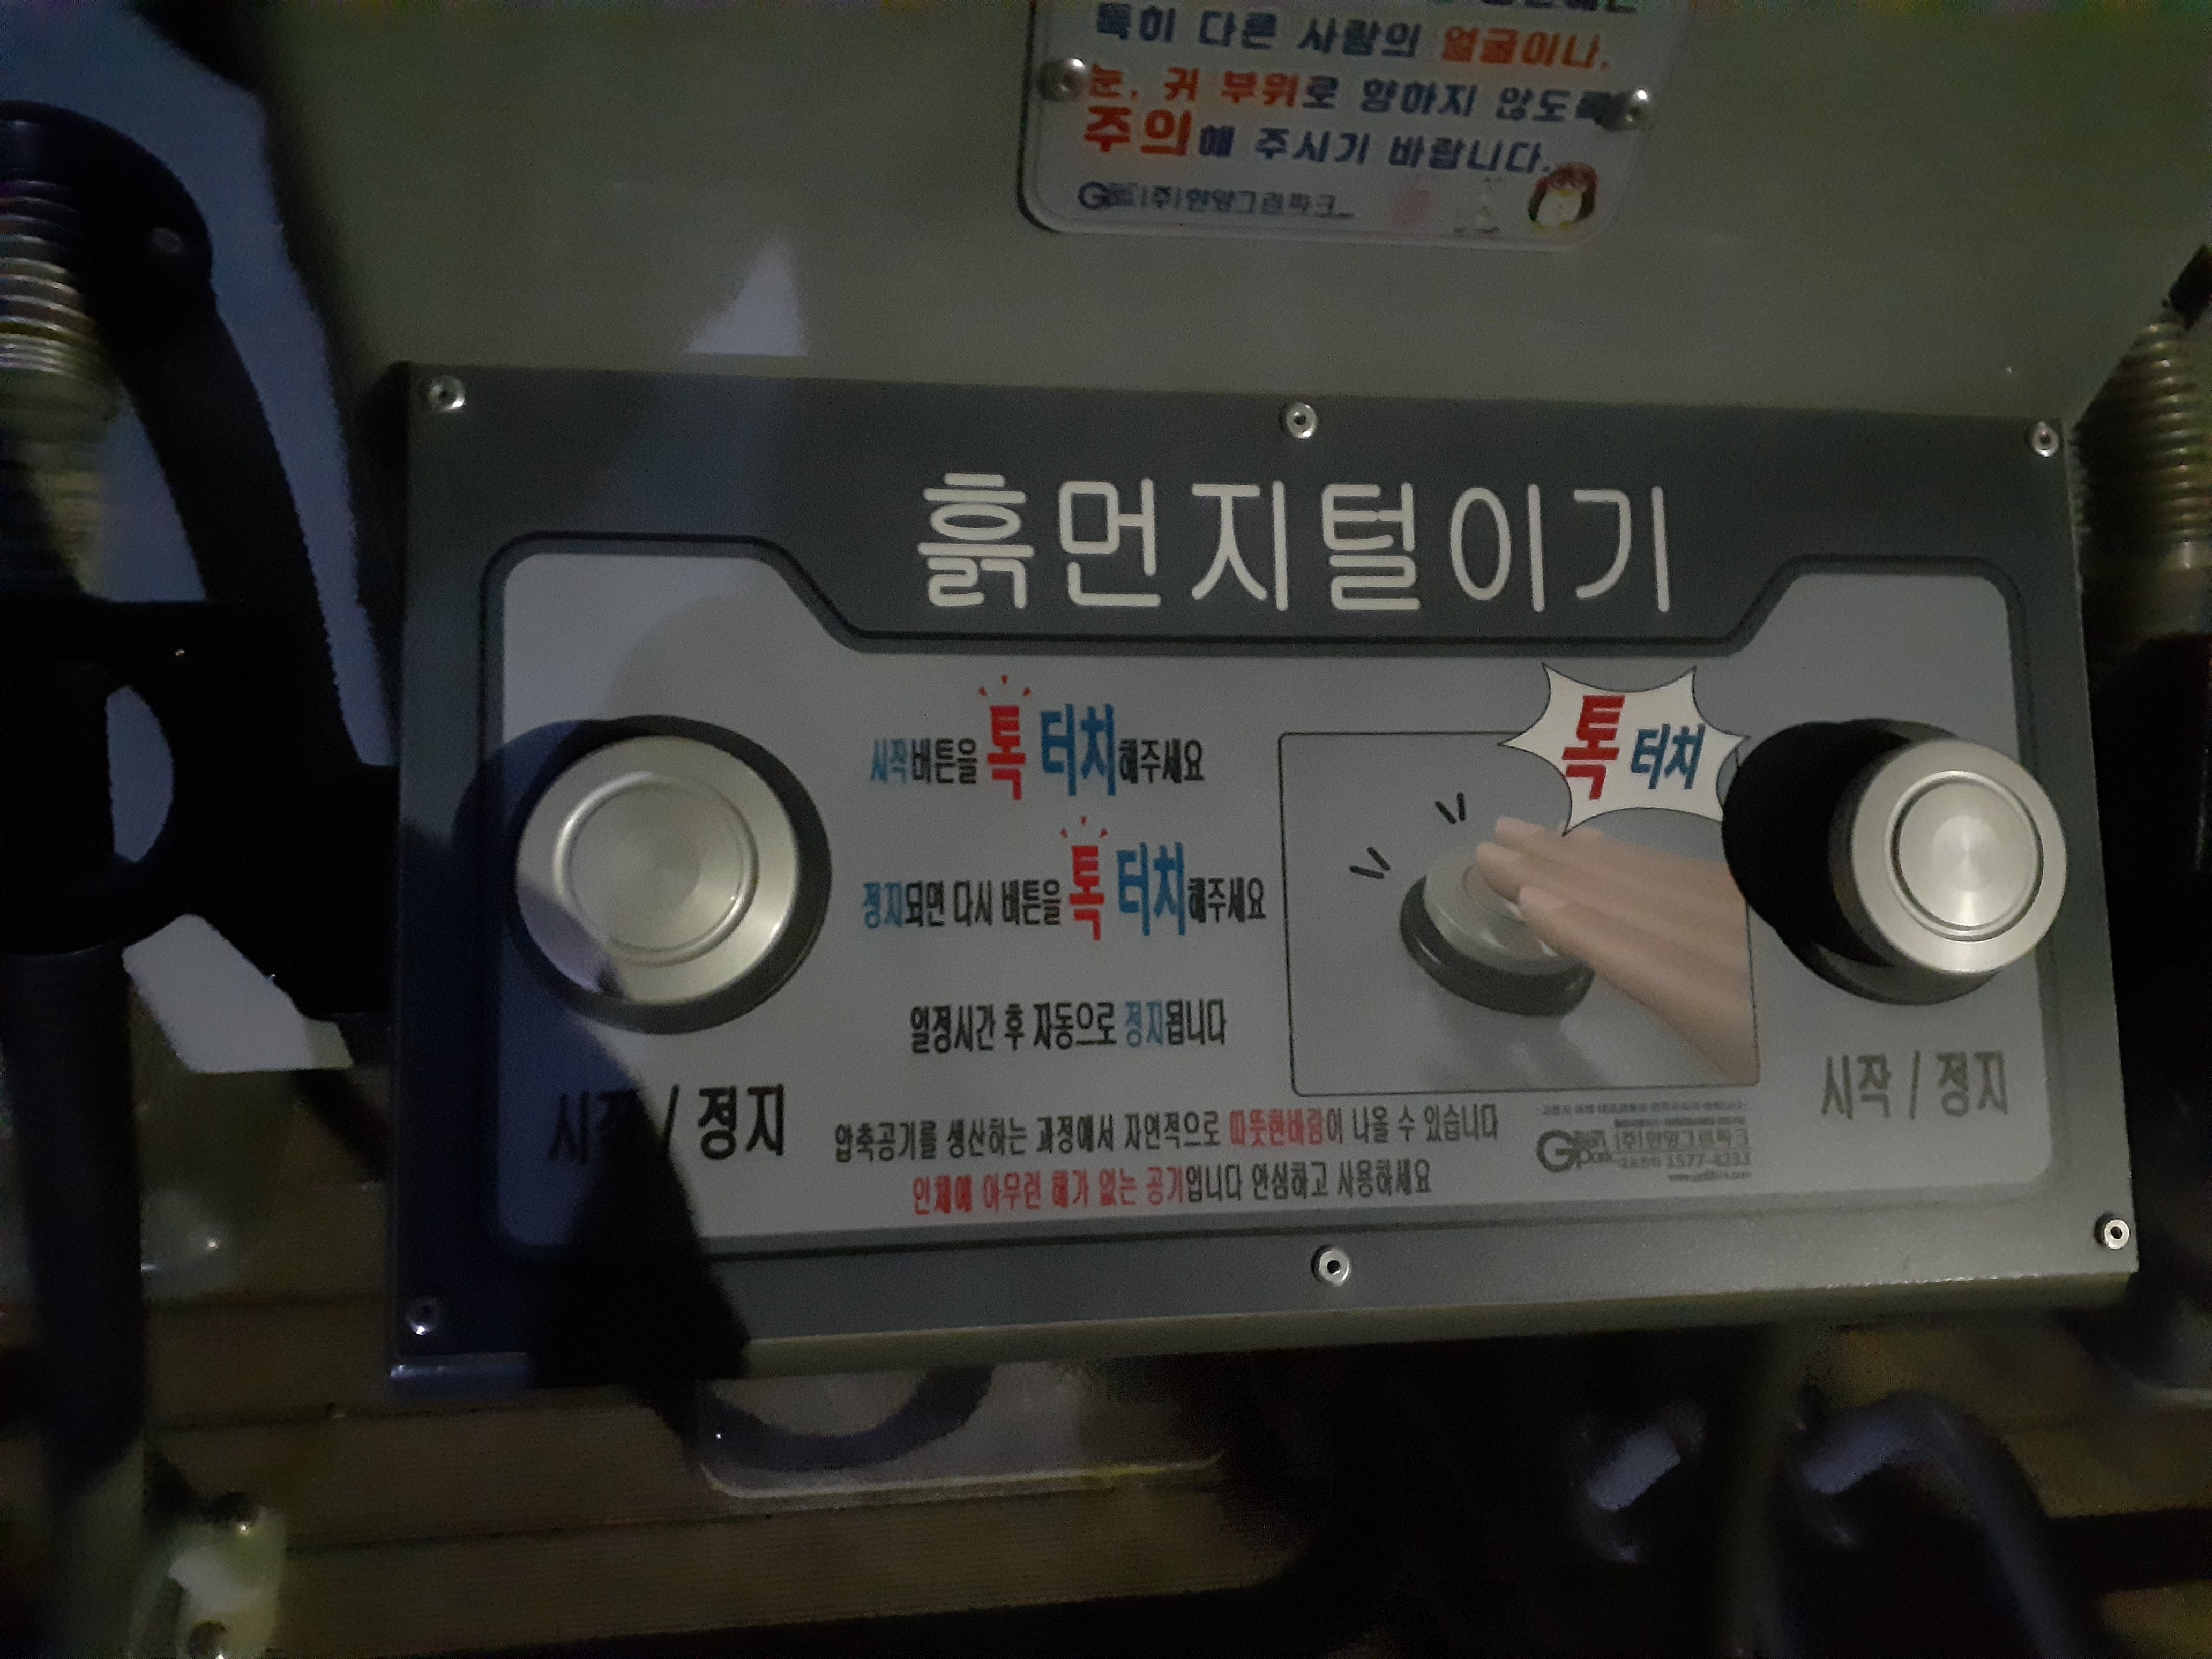 특히 다른 사람의 얼굴이나,
눈, 귀 부위로 향하지 않도록
주의해 주시기 바랍니다.
(주)한양그린파크
흙먼지털이기
시작버튼을 톡 터치해주세요
정지되면 다시 버튼을 톡 터치해주세요
일정시간 후 자동으로 정지됩니다
톡 터치
시작 / 정지
시작 / 정지
압축공기를 생산하는 과정에서 자연적으로 따뜻한바람이 나올 수 있습니다
인체에 아무런 해가 없는 공기입니다 안심하고 사용하세요
Green Park (주)한양그린파크
1577-4233